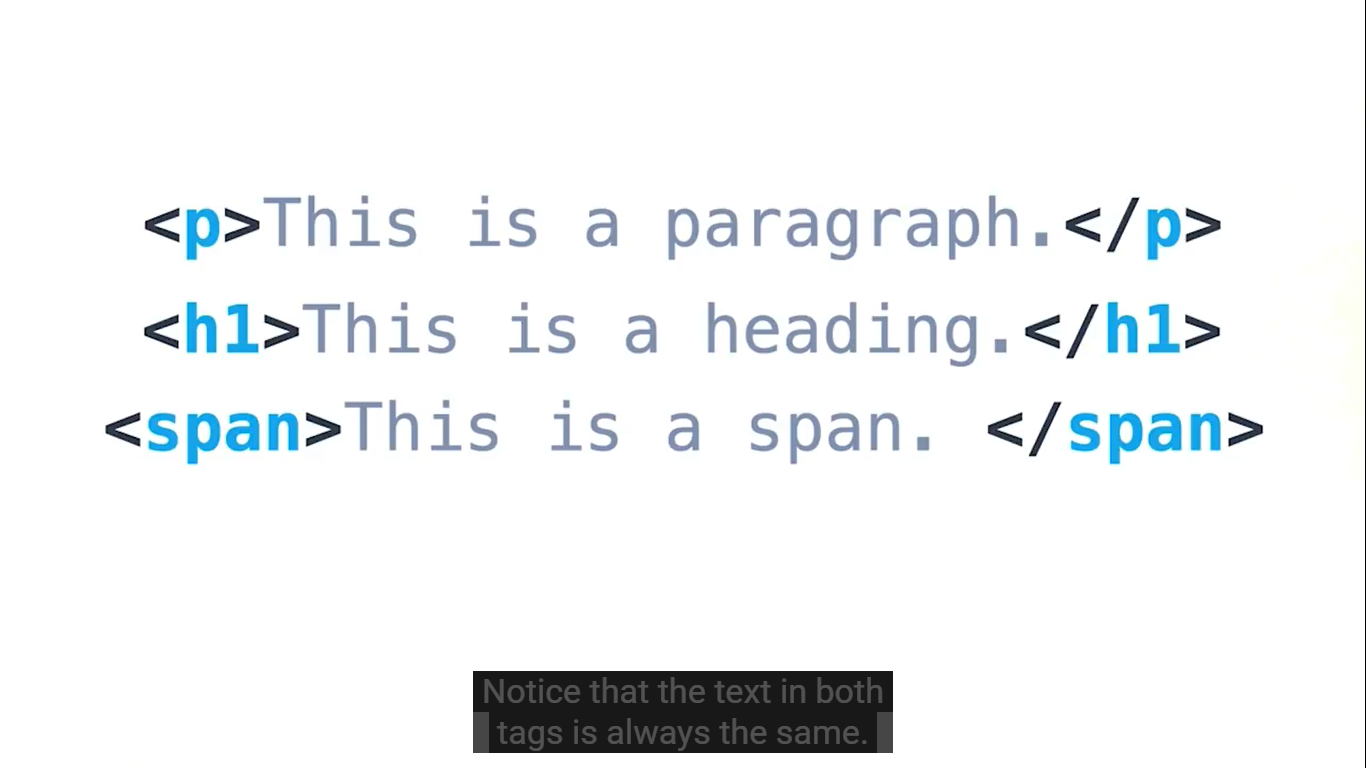 <p>This is a paragraph.</p>
<h1>This is a heading.</h1>
<span>This is a span. </span>
Notice that the text in both
tags is always the same.